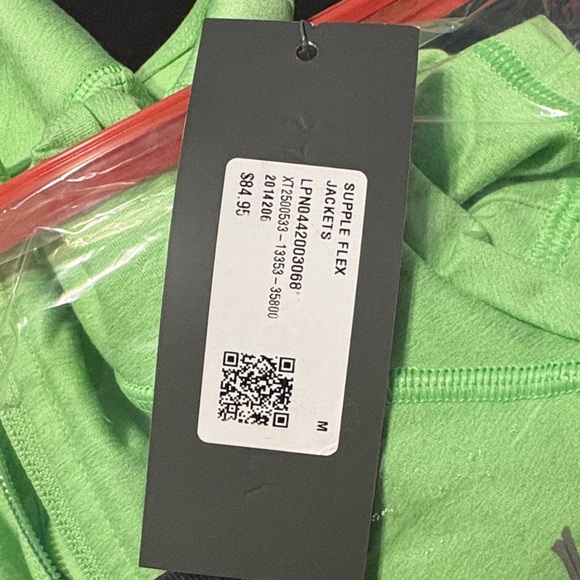 SUPPLE FLEX
JACKETS
LPN0442003068
XT2500533-13353-35800
2014206
$84.95
M